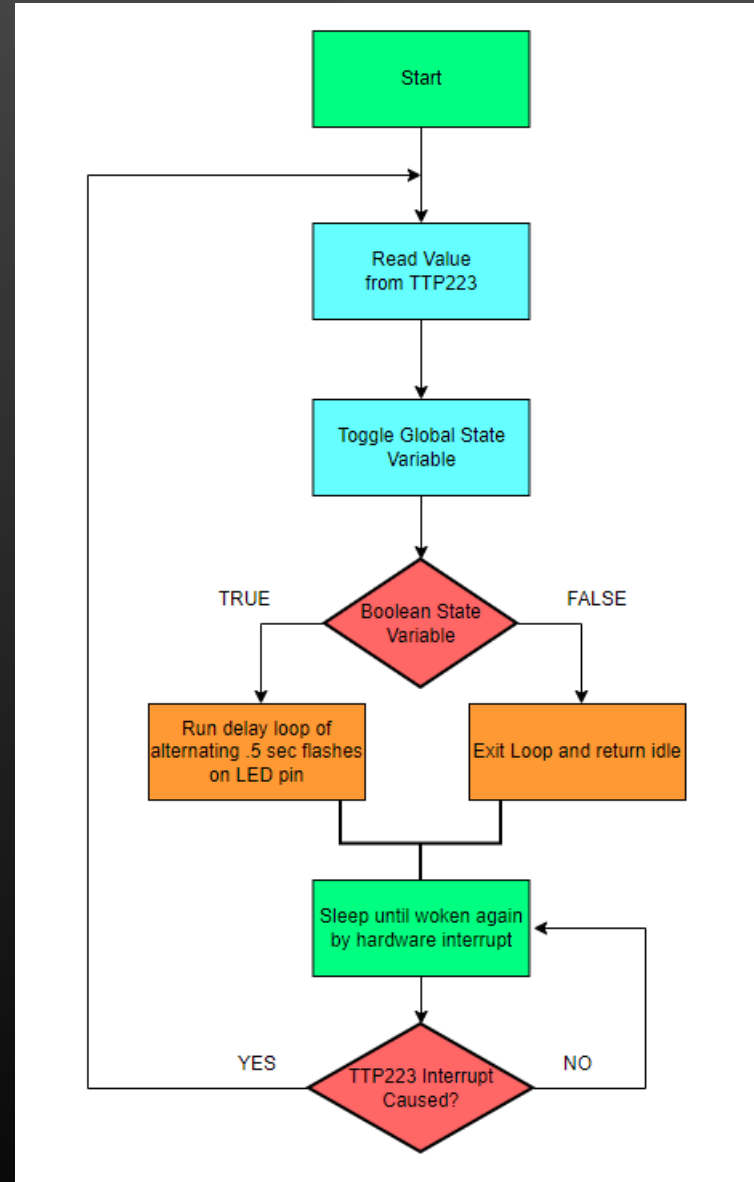 Start
Read Value
from TTP223
Toggle Global State
Variable
Boolean State
Variable
TRUE
FALSE
Run delay loop of
alternating .5 sec flashes
on LED pin
Exit Loop and return idle
Sleep until woken again
by hardware interrupt
TTP223 Interrupt
Caused?
YES
NO